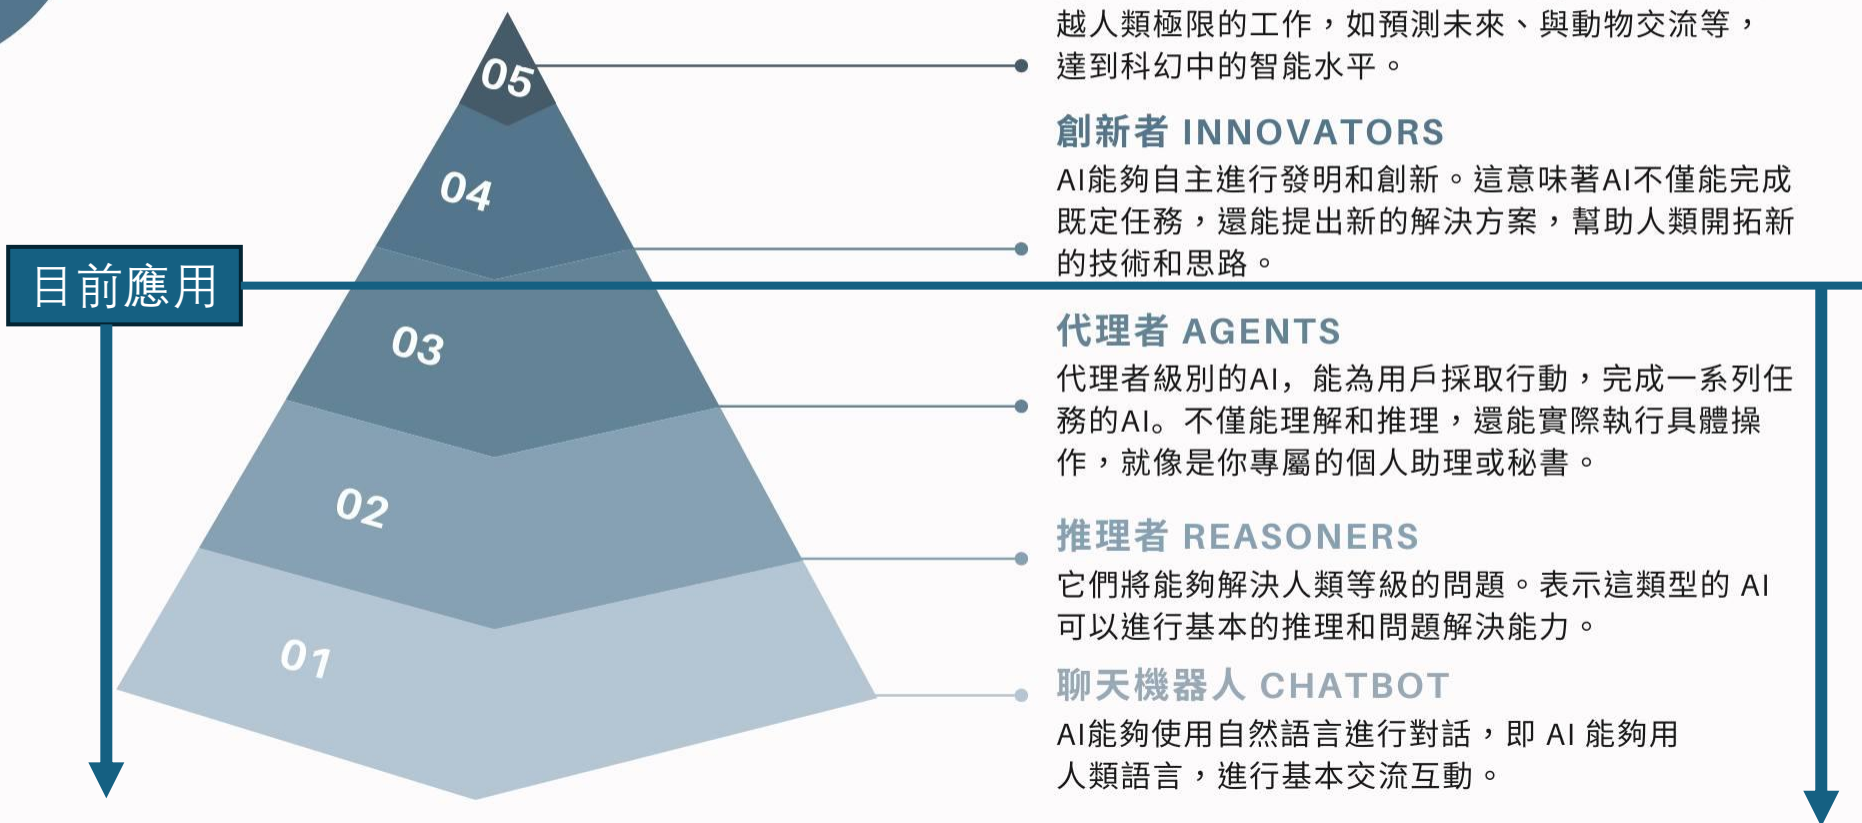 05
越人類極限的工作，如預測未來、與動物交流等，
達到科幻中的智能水平。
04
創新者 INNOVATORS
AI能夠自主進行發明和創新。這意味著AI不僅能完成
既定任務，還能提出新的解決方案，幫助人類開拓新
的技術和思路。
目前應用
03
代理者 AGENTS
代理者級別的AI，能為用戶採取行動，完成一系列任
務的AI。不僅能理解和推理，還能實際執行具體操
作，就像是你專屬的個人助理或秘書。
02
推理者 REASONERS
它們將能夠解決人類等級的問題。表示這類型的 AI
可以進行基本的推理和問題解決能力。
01
聊天機器人 CHATBOT
AI能夠使用自然語言進行對話，即 AI 能夠用
人類語言，進行基本交流互動。